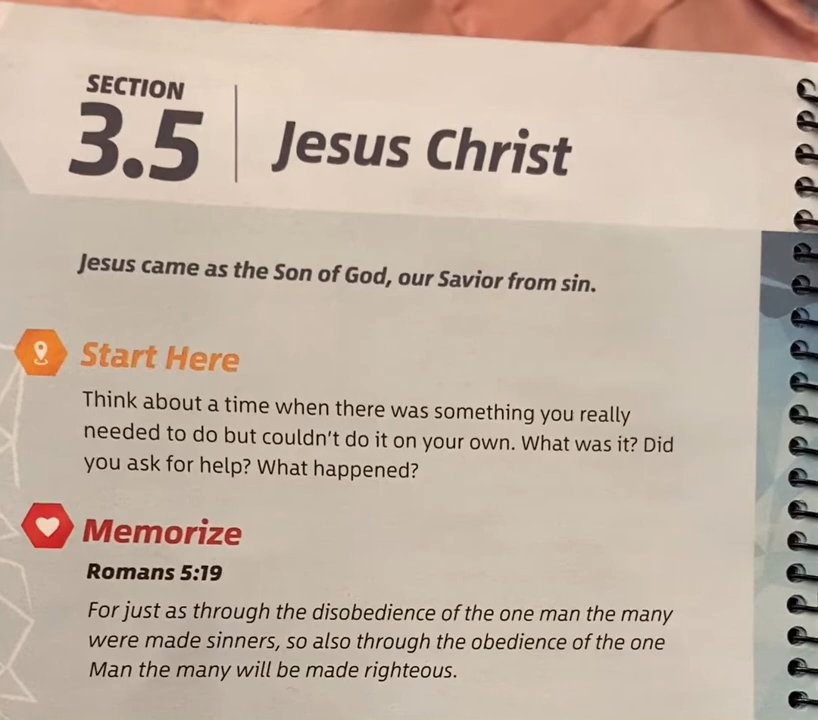 SECTION
3.5
Jesus Christ
Jesus came as the Son of God, our Savior from sin.
Start Here
Think about a time when there was something you really
needed to do but couldn't do it on your own. What was it? Did
you ask for help? What happened?
Memorize
Romans 5:19
For just as through the disobedience of the one man the many
were made sinners, so also through the obedience of the one
Man the many will be made righteous.